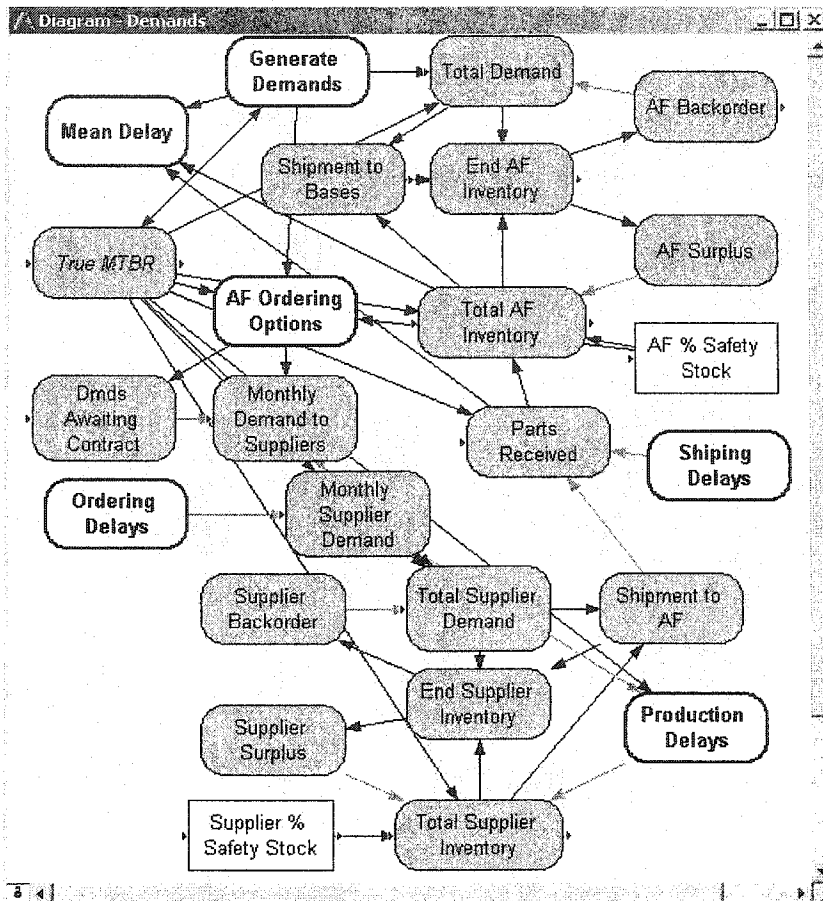 Diagram - Demands
Generate
Demands
Total Demand
AF Backorder
Mean Delay
Shipment to
Bases
End AF
Inventory
AF Surplus
True MTBR
AF Ordering
Options
Total AF
Inventory
AF % Safety
Stock
Dmds
Awaiting
Contract
Monthly
Demand to
Suppliers
Parts
Received
Shiping
Delays
Ordering
Delays
Monthly
Supplier
Demand
Supplier
Backorder
Total Supplier
Demand
Shipment to
AF
End Supplier
Inventory
Production
Delays
Supplier
Surplus
Supplier %
Safety Stock
Total Supplier
Inventory